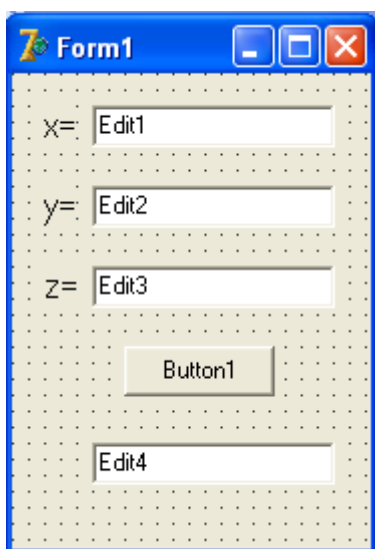 Form1
x= Edit1
y= Edit2
z= Edit3
Button1
Edit4